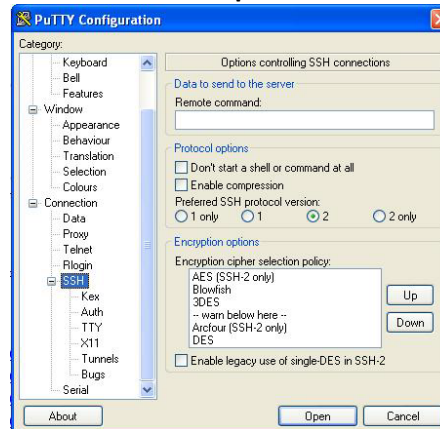 PuTTY Configuration
Category:
Keyboard
Bell
Features
Window
Appearance
Behaviour
Translation
Selection
Colours
Connection
Data
Proxy
Telnet
Rlogin
SSH
Kex
Auth
TTY
X11
Tunnels
Bugs
Serial
Options controlling SSH connections
Data to send to the server
Remote command:
Protocol options
Don't start a shell or command at all
Enable compression
Preferred SSH protocol version:
1 only 1 2 2 only
Encryption options
Encryption cipher selection policy:
AES (SSH-2 only)
Blowfish
3DES
-- warn below here --
Arcfour (SSH-2 only)
DES
Up
Down
Enable legacy use of single-DES in SSH-2
About Open Cancel